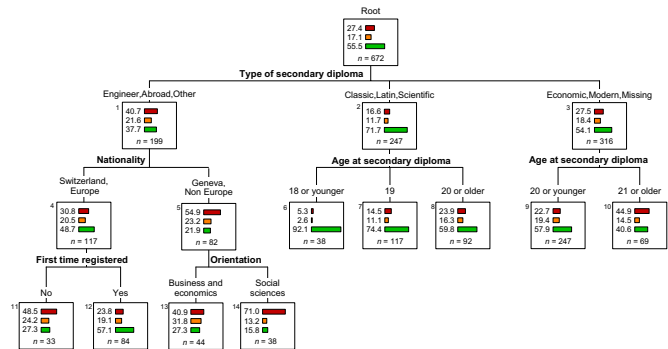 Root
27.4
17.1
55.5
n = 672
Type of secondary diploma
Engineer,Abroad,Other
1
40.7
21.6
37.7
n = 199
Classic,Latin,Scientific
2
16.6
11.7
71.7
n = 247
Economic,Modern,Missing
3
27.5
18.4
54.1
n = 316
Nationality
Age at secondary diploma
Age at secondary diploma
Switzerland,
Europe
4
30.8
20.5
48.7
n = 117
Geneva,
Non Europe
5
54.9
23.2
21.9
n = 82
18 or younger
6
5.3
2.6
92.1
n = 38
19
7
14.5
11.1
74.4
n = 117
20 or older
8
23.9
16.3
59.8
n = 92
20 or younger
9
22.7
19.4
57.9
n = 247
21 or older
10
44.9
14.5
40.6
n = 69
First time registered
Orientation
No
11
48.5
24.2
27.3
n = 33
Yes
12
23.8
19.1
57.1
n = 84
Business and
economics
13
40.9
31.8
27.3
n = 44
Social
sciences
14
71.0
13.2
15.8
n = 38